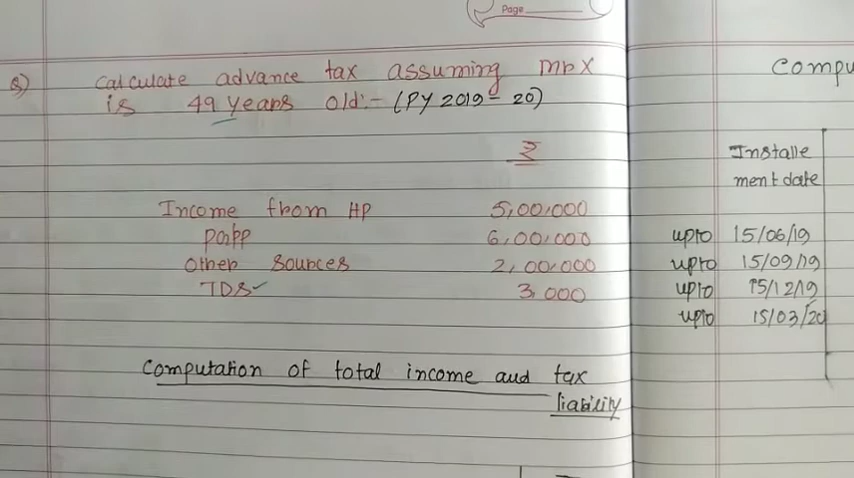 Page
Q) Calculate advance tax assuming Mr X
is 49 years old:- (PY 2019-20)
₹
Income from HP 5,00,000
PGBP 6,00,000
Other Sources 2,00,000
TDS 3,000
Computation of total income and tax
liability
Compu
Installe
ment date
upto 15/06/19
upto 15/09/19
upto 15/12/19
upto 15/03/20